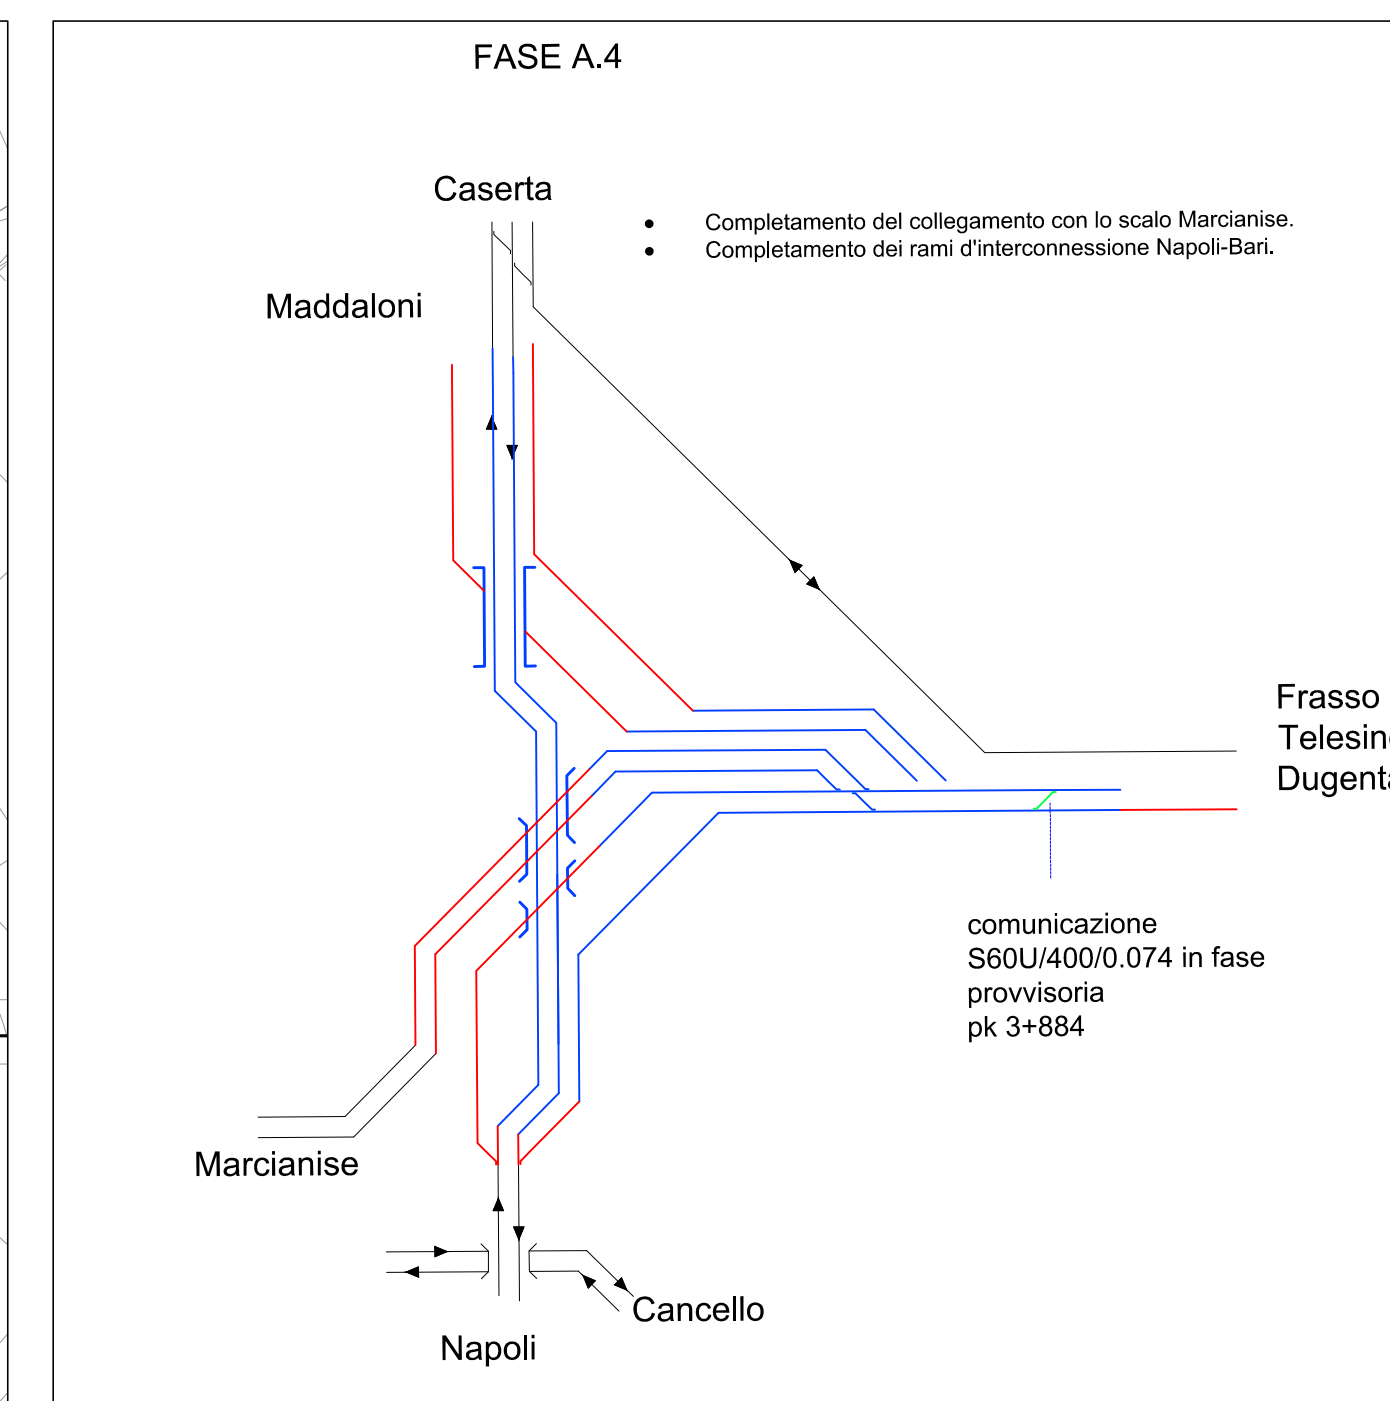 FASE A.4
Caserta
• Completamento del collegamento con lo scalo Marcianise.
• Completamento dei rami d'interconnessione Napoli-Bari.
Maddaloni
Frasso
Dugenta
comunicazione
S60U/400/0.074 in fase
provvisoria
pk 3+884
Marcianise
Cancello
Napoli